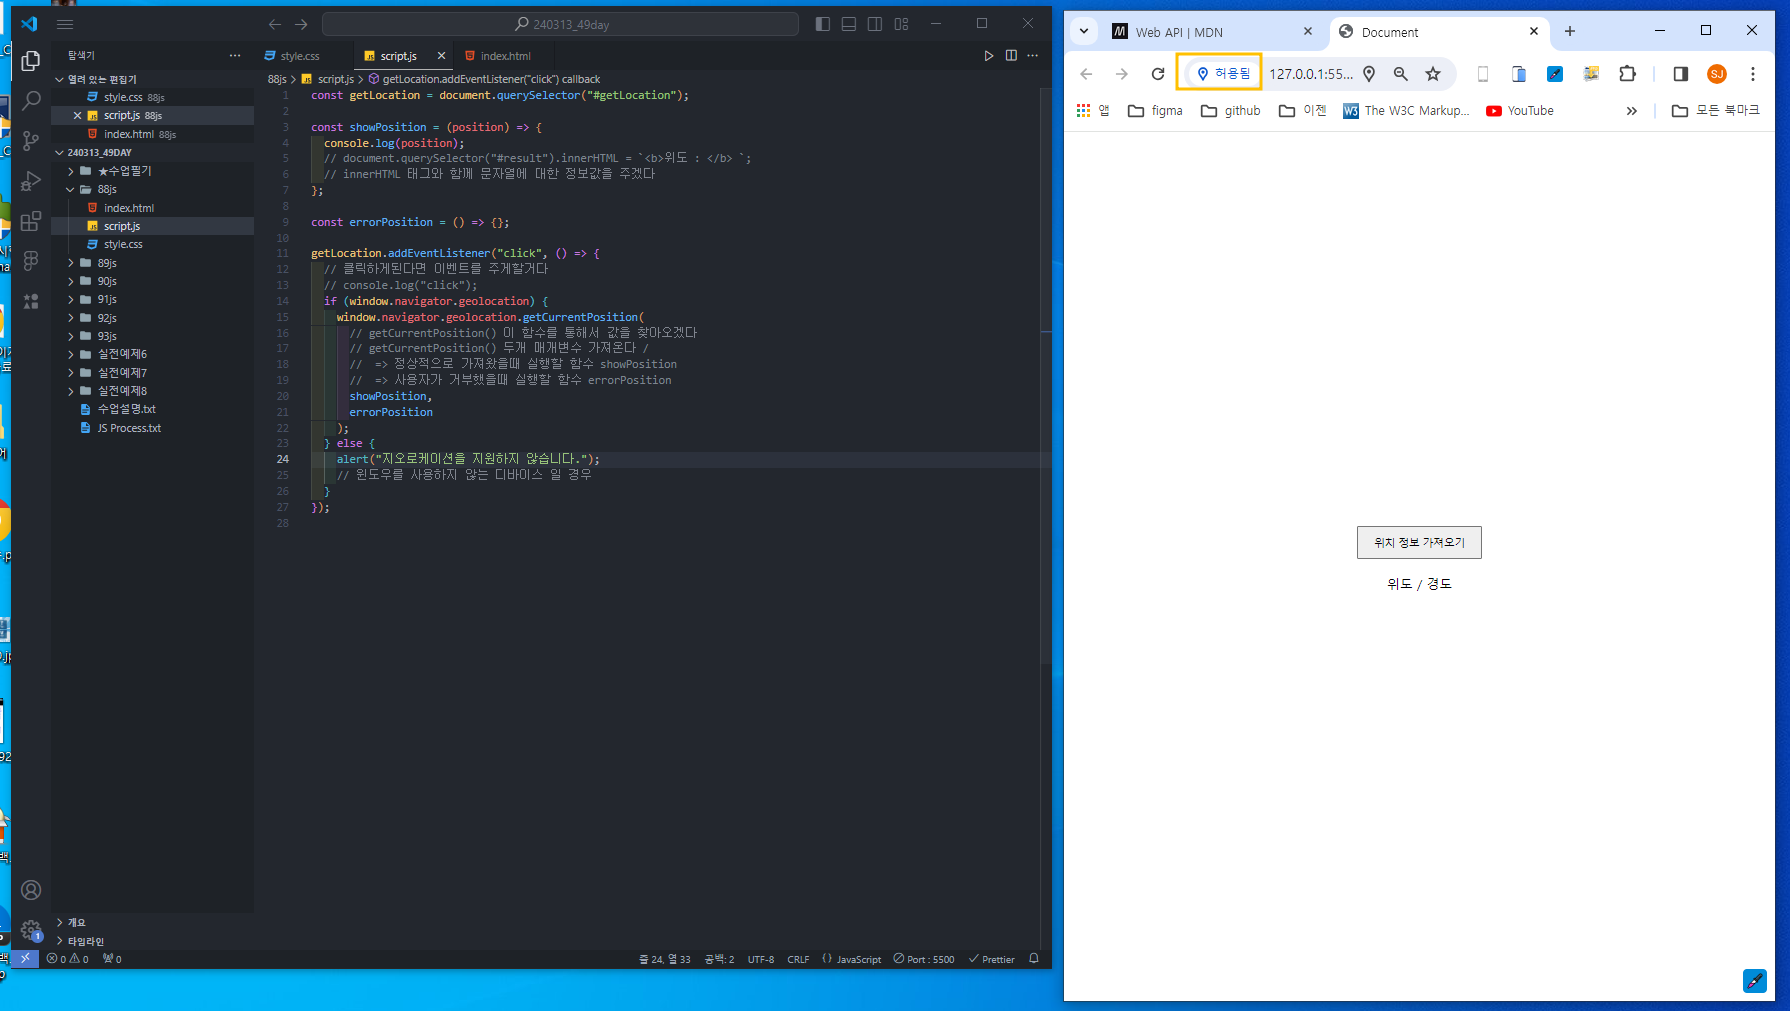 240313_49day
탐색기
열려 있는 편집기
style.css 88js
script.js 88js
index.html 88js
240313_49DAY
★수업필기
88js
index.html
script.js
style.css
89js
90js
91js
92js
93js
실전예제6
실전예제7
실전예제8
수업설명.txt
JS Process.txt
개요
타임라인
style.css
script.js
index.html
88js > script.js > getLocation.addEventListener("click") callback
1 const getLocation = document.querySelector("#getLocation");
2
3 const showPosition = (position) => {
4 console.log(position);
5 // document.querySelector("#result").innerHTML = `<b>위도 : </b> `;
6 // innerHTML 태그와 함께 문자열에 대한 정보값을 주겠다
7 };
8
9 const errorPosition = () => {};
10
11 getLocation.addEventListener("click", () => {
12 // 클릭하게된다면 이벤트를 주게할거다
13 // console.log("click");
14 if (window.navigator.geolocation) {
15 window.navigator.geolocation.getCurrentPosition(
16 // getCurrentPosition() 이 함수를 통해서 값을 찾아오겠다
17 // getCurrentPosition() 두개 매개변수 가져온다 /
18 // => 정상적으로 가져왔을때 실행할 함수 showPosition
19 // => 사용자가 거부했을때 실행할 함수 errorPosition
20 showPosition,
21 errorPosition
22 );
23 } else {
24 alert("지오로케이션을 지원하지 않습니다.");
25 // 윈도우를 사용하지 않는 디바이스 일 경우
26 }
27 });
28
1
0 0 0
줄 24, 열 33 공백: 2 UTF-8 CRLF {} JavaScript Port : 5500 Prettier
Web API | MDN
Document
허용됨 127.0.0.1:55...
SJ
앱 figma github 이젠 The W3C Markup... YouTube » 모든 북마크
위치 정보 가져오기
위도 / 경도